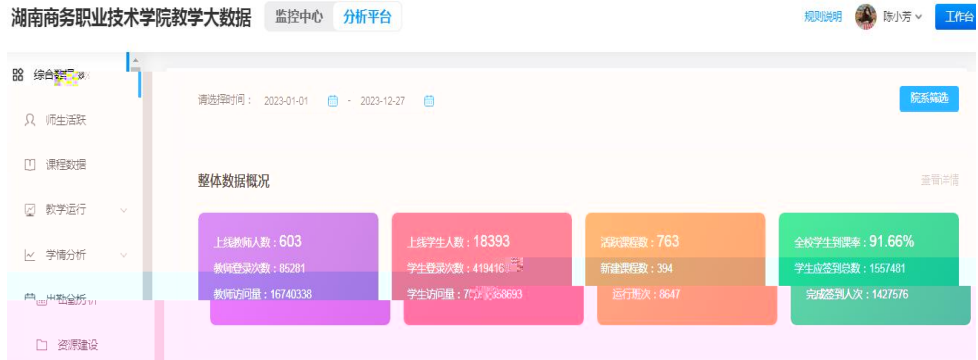 湖南商务职业技术学院教学大数据 监控中心 分析平台 规则说明 陈小芳 工作台
综合数
请选择时间： 2023-01-01 - 2023-12-27 院系筛选
师生活跃
课程数据
整体数据概况 查看详情
教学运行
上线教师人数：603 上线学生人数：18393 活跃课程数：763 全校学生到课率：91.66%
学情分析
教师登录次数：85281 学生登录次数：419416 新建课程数：394 学生应签到总数：1557481
出勤分析
教师访问量：16740338 学生访问量： 运行班次：8647 完成签到人次：1427576
资源建设